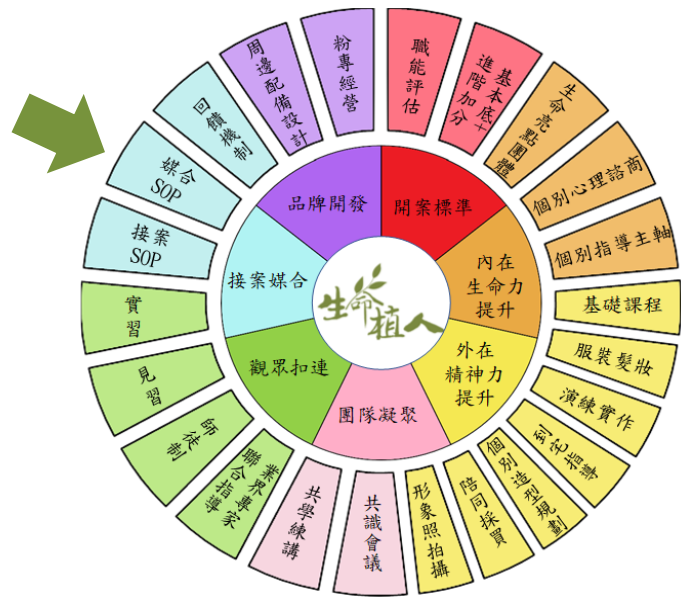 職能評估
基本底+
進階加分
生命亮點團體
個別心理諮商
個別指導主軸
基礎課程
服裝髮妝
演練實作
到宅指導
個別造型規劃
陪同採買
形象照拍攝
共識會議
共學練講
業界專家
聯合指導
師徒制
見習
實習
接案
SOP
媒合
SOP
回饋機制
周邊配備設計
粉專經營
開案標準
內在
生命力
提升
外在
精神力
提升
團隊凝聚
觀眾扣連
接案媒合
品牌開發
生命
植人